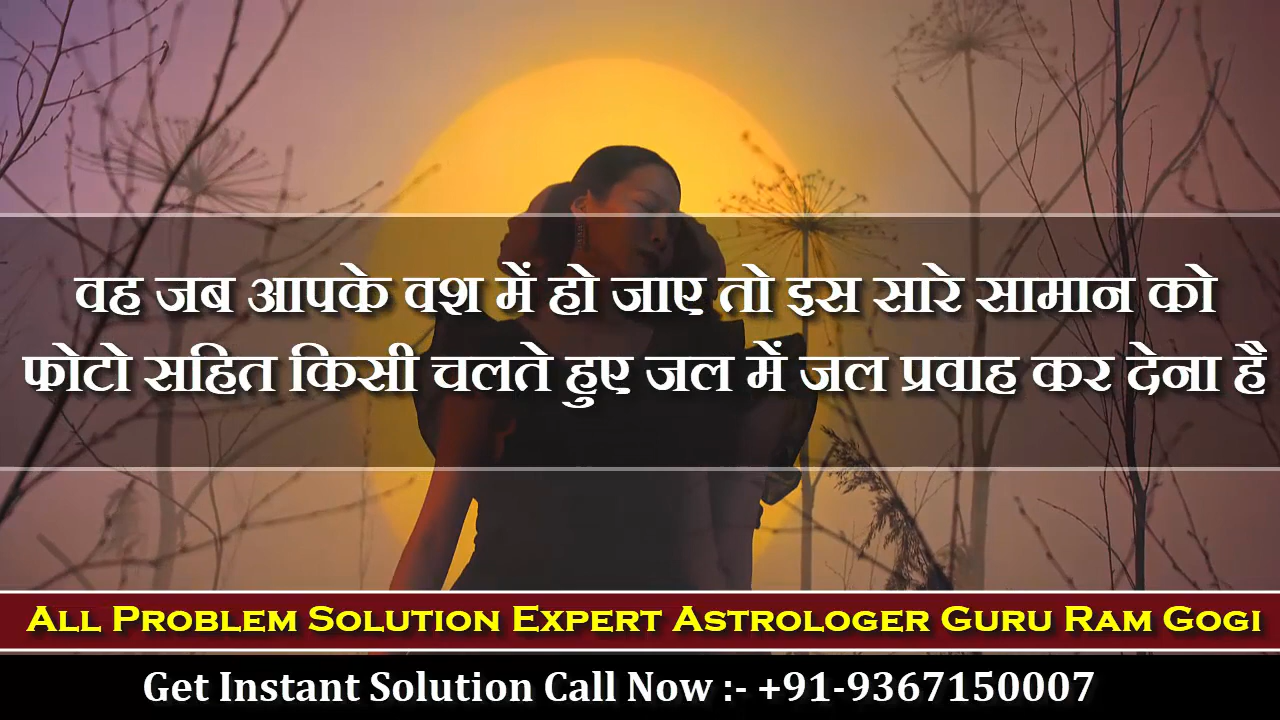 वह जब आपके वश में हो जाए तो इस सारे सामान को
फोटो सहित किसी चलते हुए जल में जल प्रवाह कर देना है
All Problem Solution Expert Astrologer Guru Ram Gogi
Get Instant Solution Call Now :- +91-9367150007